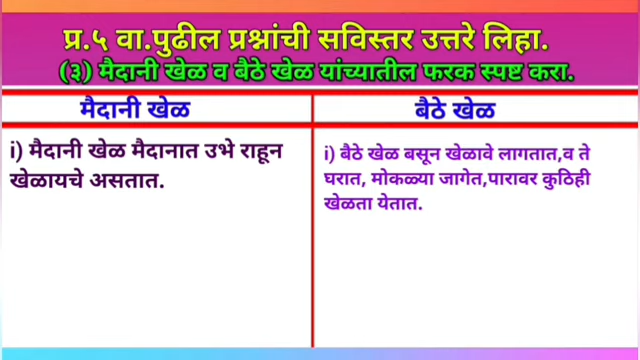 प्र.५ वा.पुढील प्रश्नांची सविस्तर उत्तरे लिहा.
(३) मैदानी खेळ व बैठे खेळ यांच्यातील फरक स्पष्ट करा.
मैदानी खेळ
i) मैदानी खेळ मैदानात उभे राहून
खेळायचे असतात.
बैठे खेळ
i) बैठे खेळ बसून खेळावे लागतात,व ते
घरात, मोकळ्या जागेत,पारावर कुठिही
खेळता येतात.